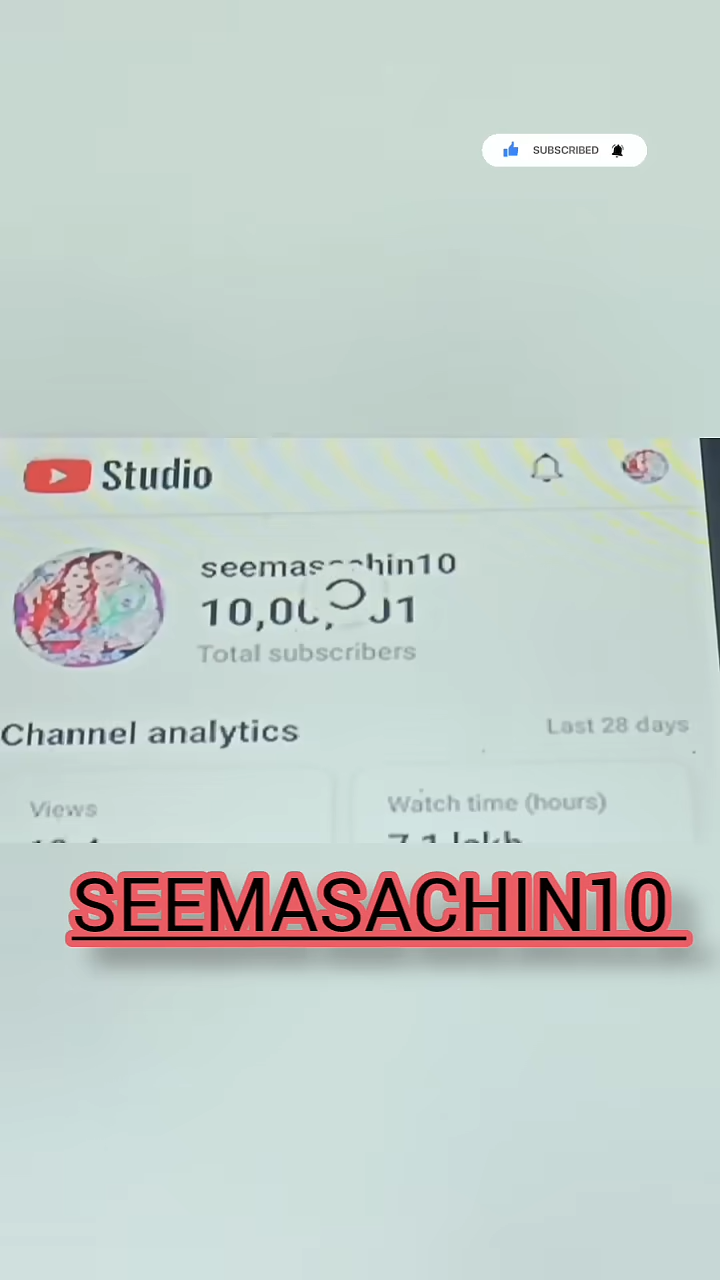 SUBSCRIBED
Studio
Total subscribers
Channel analytics
Last 28 days
Views
Watch time (hours)
SEEMASACHIN10